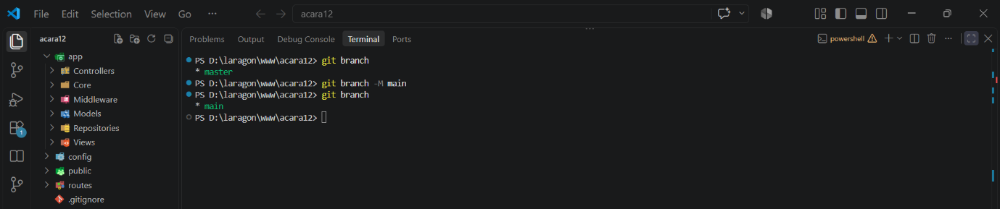 File Edit Selection View Go ··· acara12
acara12
app
Controllers
Core
Middleware
Models
Repositories
Views
config
public
routes
.gitignore
Problems Output Debug Console Terminal Ports
powershell
PS D:\laragon\www\acara12> git branch
* master
PS D:\laragon\www\acara12> git branch -M main
PS D:\laragon\www\acara12> git branch
* main
PS D:\laragon\www\acara12>
1